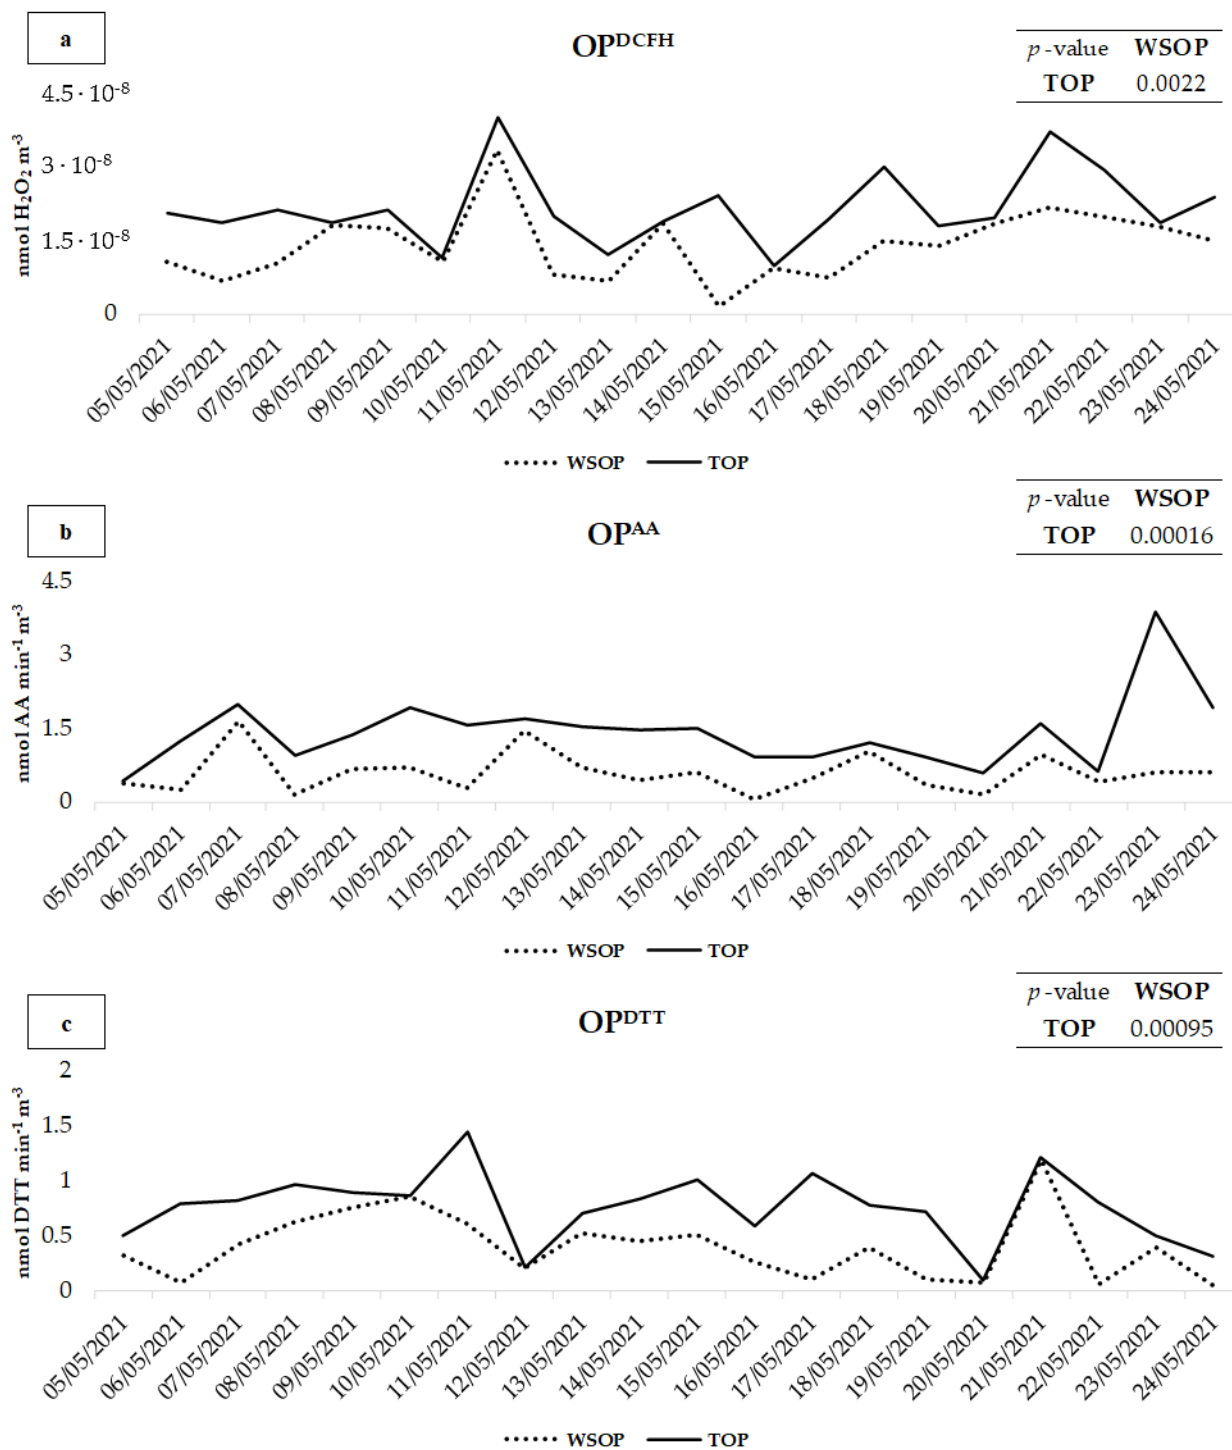 a
OP^DCFH
p-value WSOP
TOP 0.0022
nmol H₂O₂ m⁻³
4.5 · 10⁻⁸
3 · 10⁻⁸
1.5 · 10⁻⁸
0
05/05/2021 06/05/2021 07/05/2021 08/05/2021 09/05/2021 10/05/2021 11/05/2021 12/05/2021 13/05/2021 14/05/2021 15/05/2021 16/05/2021 17/05/2021 18/05/2021 19/05/2021 20/05/2021 21/05/2021 22/05/2021 23/05/2021 24/05/2021
WSOP TOP
b
OP^AA
p-value WSOP
TOP 0.00016
nmol AA min⁻¹ m⁻³
4.5
3
1.5
0
05/05/2021 06/05/2021 07/05/2021 08/05/2021 09/05/2021 10/05/2021 11/05/2021 12/05/2021 13/05/2021 14/05/2021 15/05/2021 16/05/2021 17/05/2021 18/05/2021 19/05/2021 20/05/2021 21/05/2021 22/05/2021 23/05/2021 24/05/2021
WSOP TOP
c
OP^DTT
p-value WSOP
TOP 0.00095
nmol DTT min⁻¹ m⁻³
2
1.5
1
0.5
0
05/05/2021 06/05/2021 07/05/2021 08/05/2021 09/05/2021 10/05/2021 11/05/2021 12/05/2021 13/05/2021 14/05/2021 15/05/2021 16/05/2021 17/05/2021 18/05/2021 19/05/2021 20/05/2021 21/05/2021 22/05/2021 23/05/2021 24/05/2021
WSOP TOP